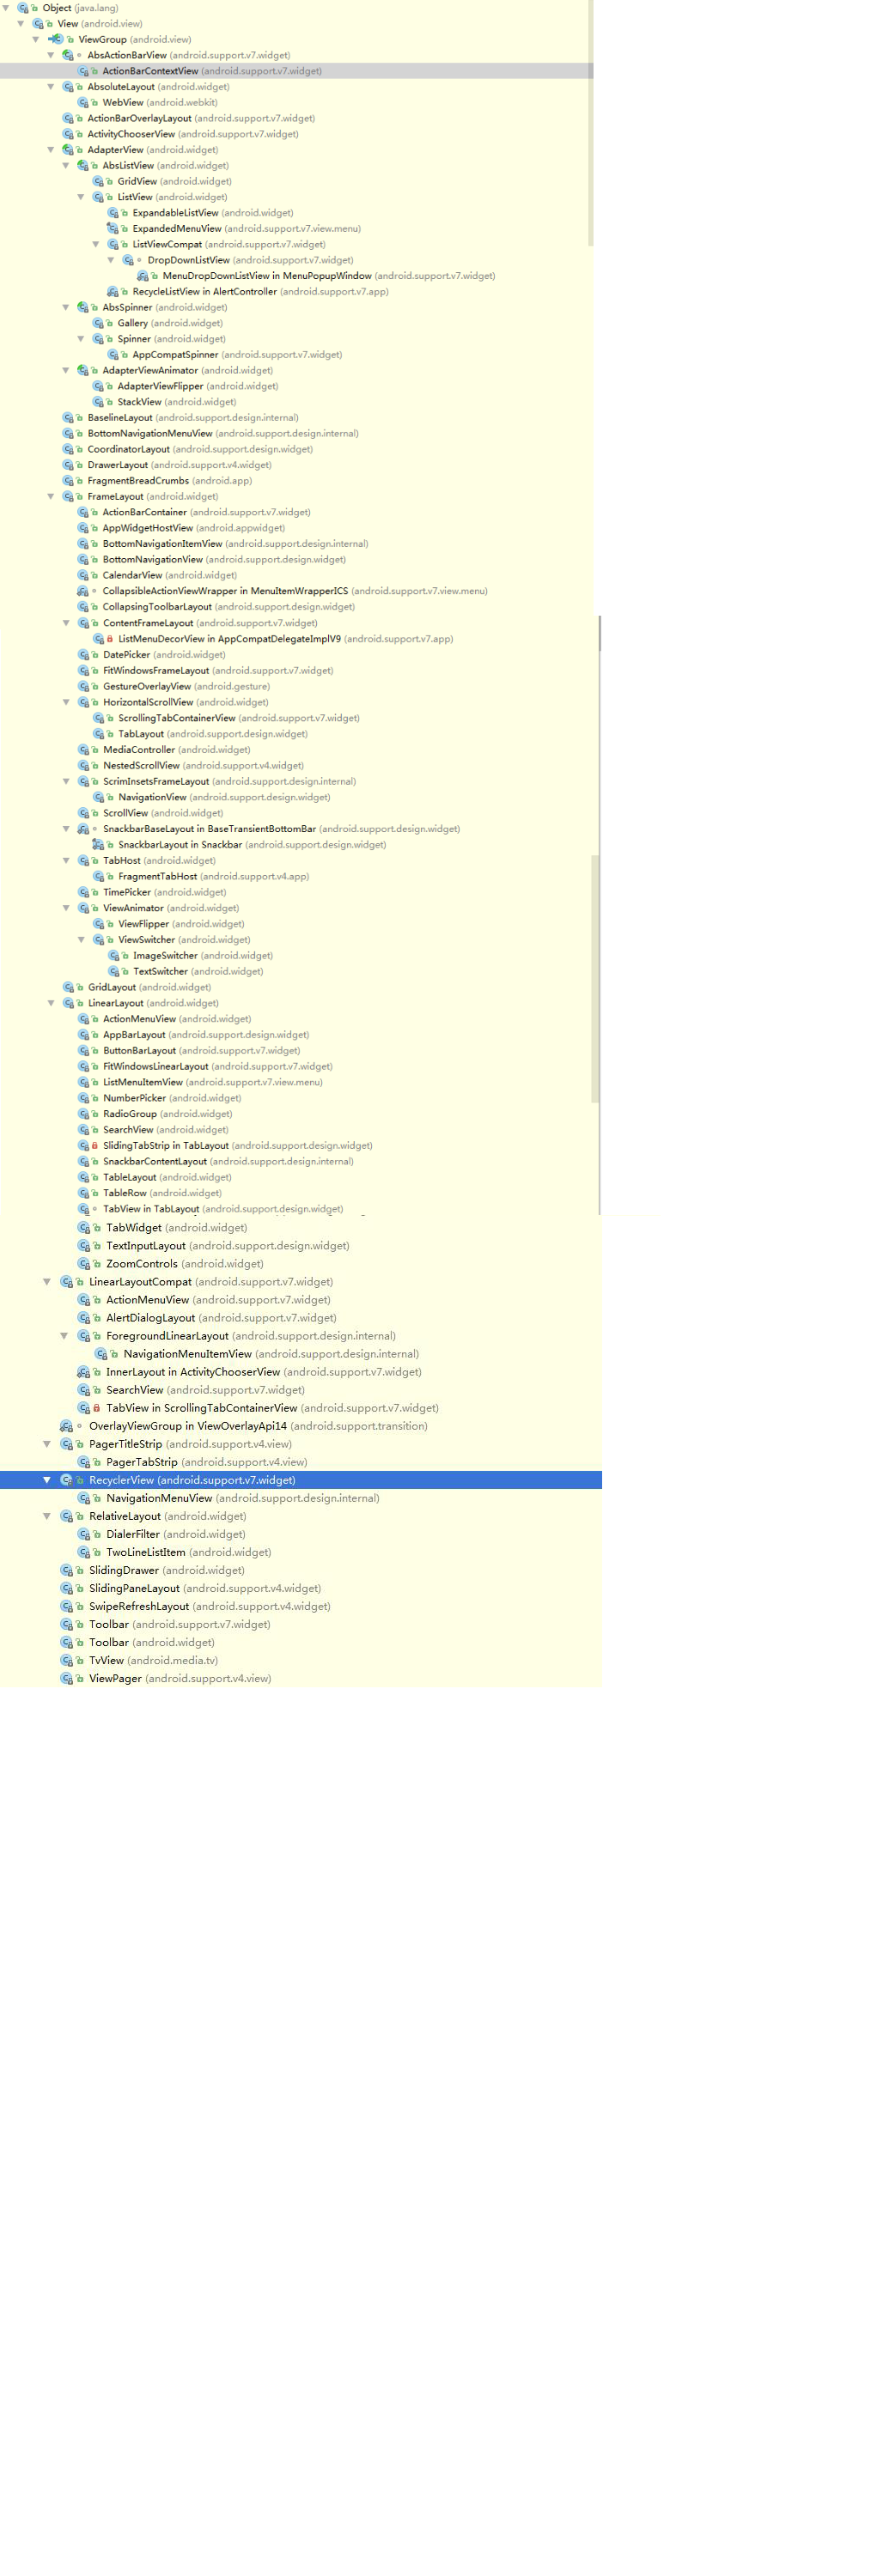 Object (java.lang)
View (android.view)
ViewGroup (android.view)
AbsActionBarView (android.support.v7.widget)
ActionBarContextView (android.support.v7.widget)
AbsoluteLayout (android.widget)
WebView (android.webkit)
ActionBarOverlayLayout (android.support.v7.widget)
ActivityChooserView (android.support.v7.widget)
AdapterView (android.widget)
AbsListView (android.widget)
GridView (android.widget)
ListView (android.widget)
ExpandableListView (android.widget)
ExpandedMenuView (android.support.v7.view.menu)
ListViewCompat (android.support.v7.widget)
DropDownListView (android.support.v7.widget)
MenuDropDownListView in MenuPopupWindow (android.support.v7.widget)
RecycleListView in AlertController (android.support.v7.app)
AbsSpinner (android.widget)
Gallery (android.widget)
Spinner (android.widget)
AppCompatSpinner (android.support.v7.widget)
AdapterViewAnimator (android.widget)
AdapterViewFlipper (android.widget)
StackView (android.widget)
BaselineLayout (android.support.design.internal)
BottomNavigationMenuView (android.support.design.internal)
CoordinatorLayout (android.support.design.widget)
DrawerLayout (android.support.v4.widget)
FragmentBreadCrumbs (android.app)
FrameLayout (android.widget)
ActionBarContainer (android.support.v7.widget)
AppWidgetHostView (android.appwidget)
BottomNavigationItemView (android.support.design.internal)
BottomNavigationView (android.support.design.widget)
CalendarView (android.widget)
CollapsibleActionViewWrapper in MenuItemWrapperICS (android.support.v7.view.menu)
CollapsingToolbarLayout (android.support.design.widget)
ContentFrameLayout (android.support.v7.widget)
ListMenuDecorView in AppCompatDelegateImplV9 (android.support.v7.app)
DatePicker (android.widget)
FitWindowsFrameLayout (android.support.v7.widget)
GestureOverlayView (android.gesture)
HorizontalScrollView (android.widget)
ScrollingTabContainerView (android.support.v7.widget)
TabLayout (android.support.design.widget)
MediaController (android.widget)
NestedScrollView (android.support.v4.widget)
ScrimInsetsFrameLayout (android.support.design.internal)
NavigationView (android.support.design.widget)
ScrollView (android.widget)
SnackbarBaseLayout in BaseTransientBottomBar (android.support.design.widget)
SnackbarLayout in Snackbar (android.support.design.widget)
TabHost (android.widget)
FragmentTabHost (android.support.v4.app)
TimePicker (android.widget)
ViewAnimator (android.widget)
ViewFlipper (android.widget)
ViewSwitcher (android.widget)
ImageSwitcher (android.widget)
TextSwitcher (android.widget)
GridLayout (android.widget)
LinearLayout (android.widget)
ActionMenuView (android.widget)
AppBarLayout (android.support.design.widget)
ButtonBarLayout (android.support.v7.widget)
FitWindowsLinearLayout (android.support.v7.widget)
ListMenuItemView (android.support.v7.view.menu)
NumberPicker (android.widget)
RadioGroup (android.widget)
SearchView (android.widget)
SlidingTabStrip in TabLayout (android.support.design.widget)
SnackbarContentLayout (android.support.design.internal)
TableLayout (android.widget)
TableRow (android.widget)
TabView in TabLayout (android.support.design.widget)
TabWidget (android.widget)
TextInputLayout (android.support.design.widget)
ZoomControls (android.widget)
LinearLayoutCompat (android.support.v7.widget)
ActionMenuView (android.support.v7.widget)
AlertDialogLayout (android.support.v7.widget)
ForegroundLinearLayout (android.support.design.internal)
NavigationMenuItemView (android.support.design.internal)
InnerLayout in ActivityChooserView (android.support.v7.widget)
SearchView (android.support.v7.widget)
TabView in ScrollingTabContainerView (android.support.v7.widget)
OverlayViewGroup in ViewOverlayApi14 (android.support.transition)
PagerTitleStrip (android.support.v4.view)
PagerTabStrip (android.support.v4.view)
RecyclerView (android.support.v7.widget)
NavigationMenuView (android.support.design.internal)
RelativeLayout (android.widget)
DialerFilter (android.widget)
TwoLineListItem (android.widget)
SlidingDrawer (android.widget)
SlidingPaneLayout (android.support.v4.widget)
SwipeRefreshLayout (android.support.v4.widget)
Toolbar (android.support.v7.widget)
Toolbar (android.widget)
TvView (android.media.tv)
ViewPager (android.support.v4.view)